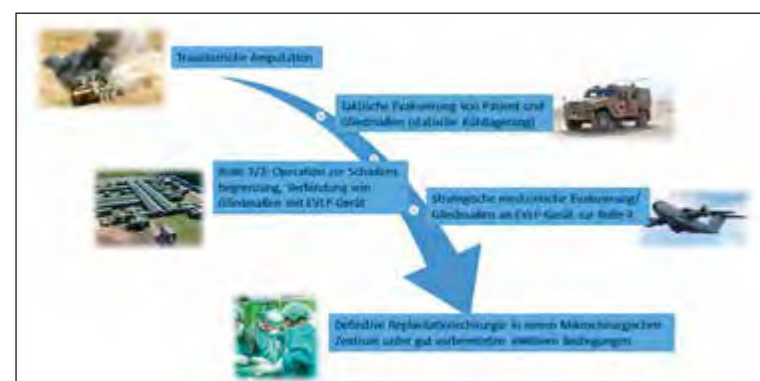 Traumatische Amputation
Taktische Evakuierung von Patient und
Gliedmaßen (statische Kühllagerung)
Role 2/3: Operation zur Schadens
begrenzung, Verbindung von
Gliedmaßen mit EVLP-Gerät
Strategische medizinische Evakuierung/
Gliedmaßen an EVLP-Gerät, zur Role 4
Definitive Replantationschirurgie in einem Mikrochirurgischen
Zentrum unter gut vorbereiteten elektiven Bedingungen